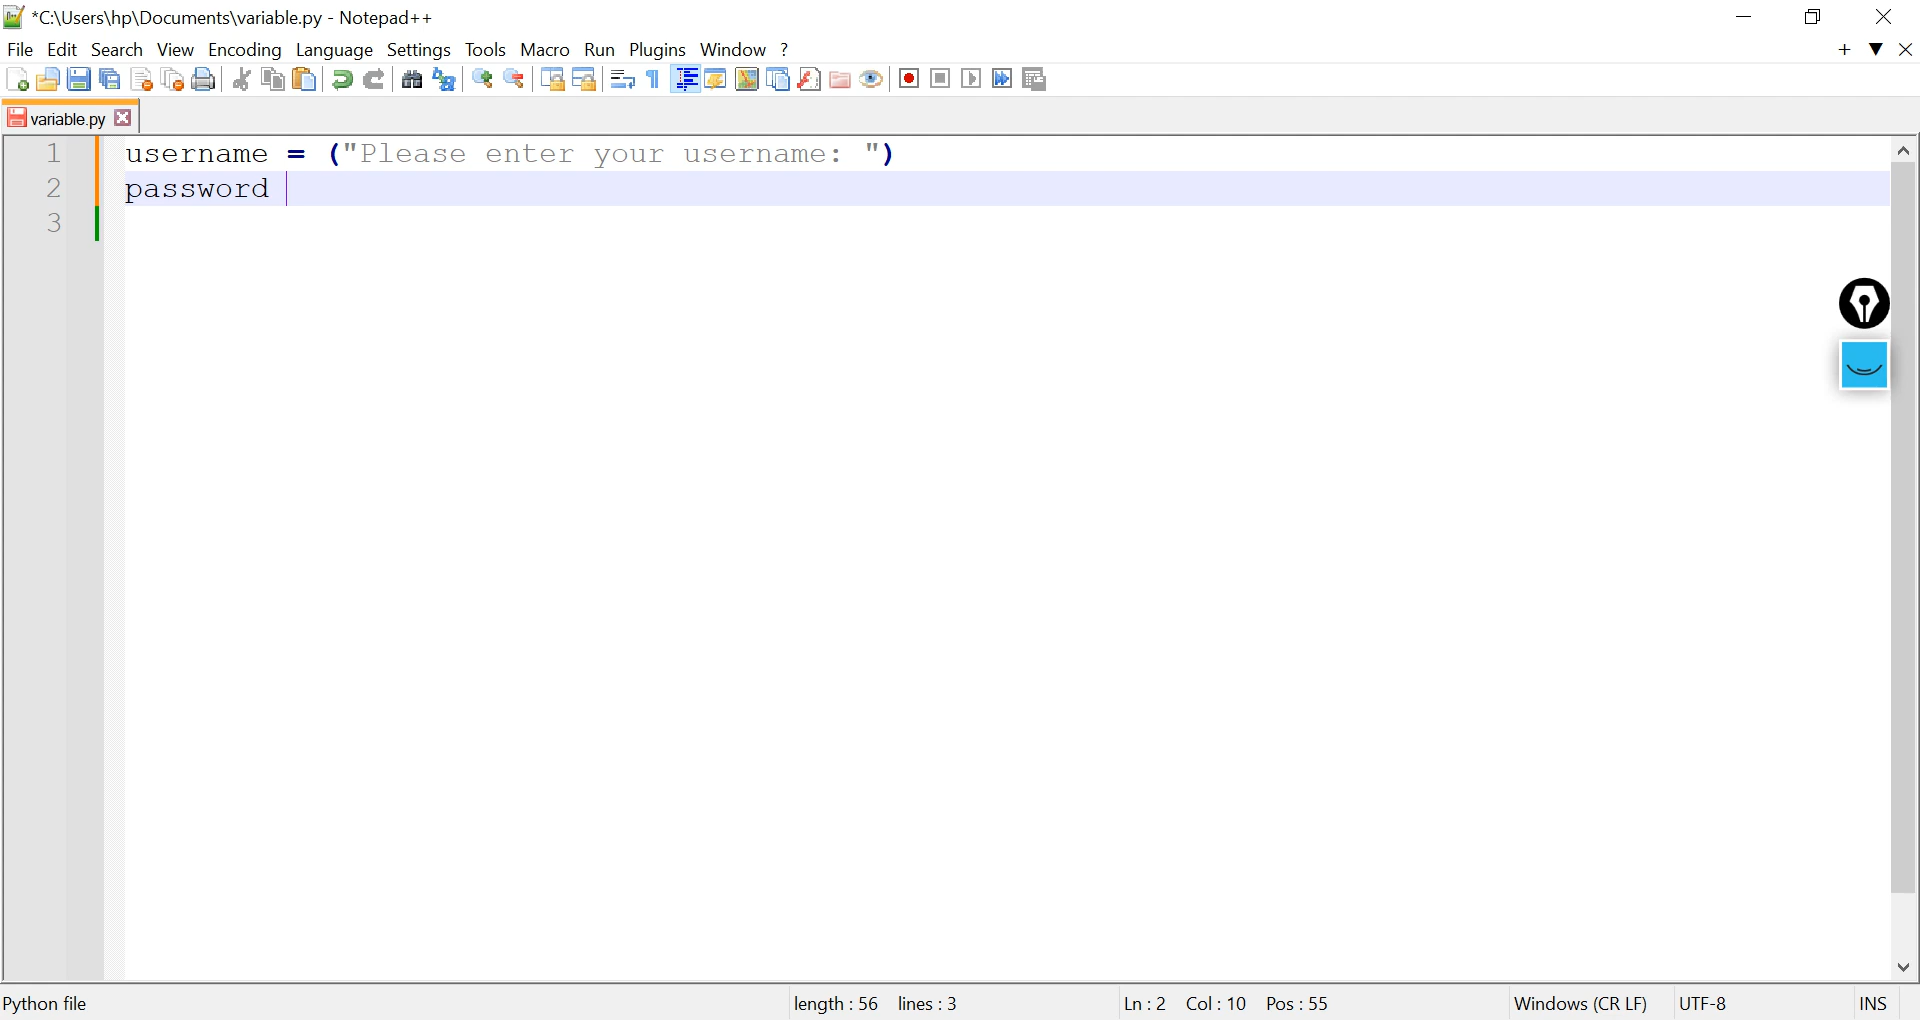 *C:\Users\hp\Documents\variable.py - Notepad++
File Edit Search View Encoding Language Settings Tools Macro Run Plugins Window ?
variable.py
1 username = ("Please enter your username: ")
2 password
3
Python file length : 56 lines : 3 Ln : 2 Col : 10 Pos : 55 Windows (CR LF) UTF-8 INS